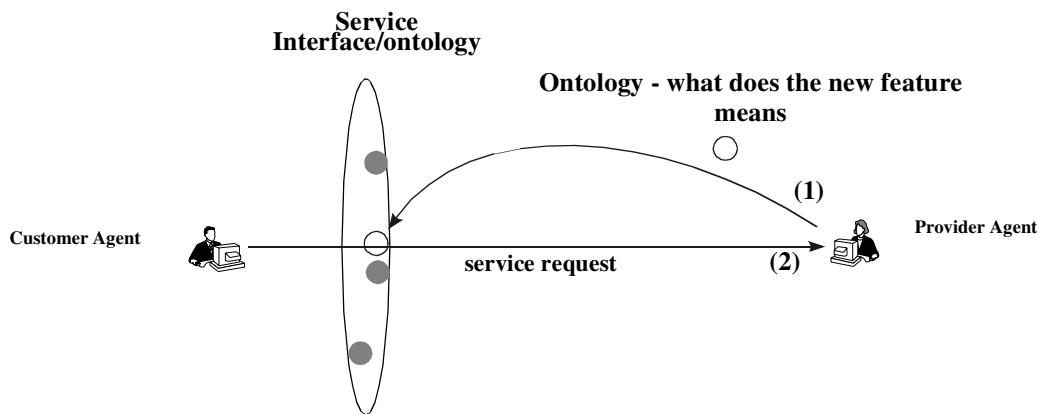 Service
Interface/ontology
Ontology - what does the new feature
means
(1)
Customer Agent
Provider Agent
service request
(2)